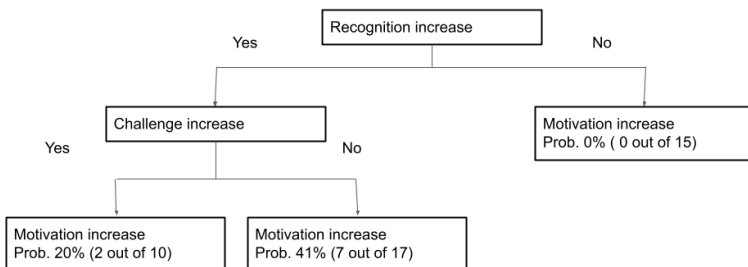 Recognition increase
Yes
No
Challenge increase
Motivation increase
Prob. 0% ( 0 out of 15)
Yes
No
Motivation increase
Prob. 20% (2 out of 10)
Motivation increase
Prob. 41% (7 out of 17)